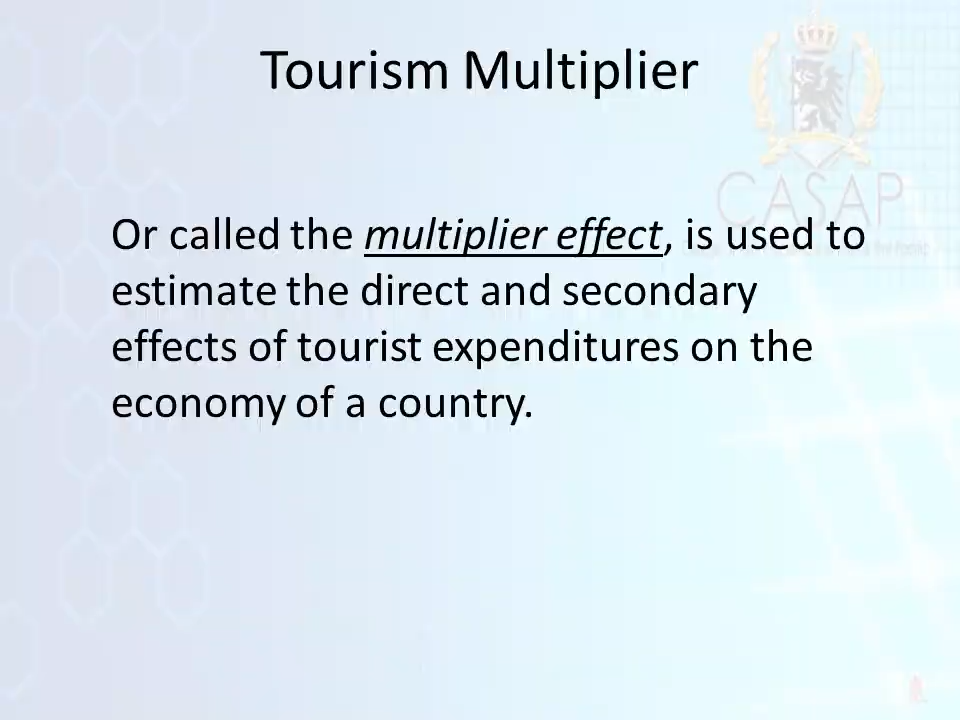 Tourism Multiplier
CASAP
Or called the multiplier effect, is used to
estimate the direct and secondary
effects of tourist expenditures on the
economy of a country.